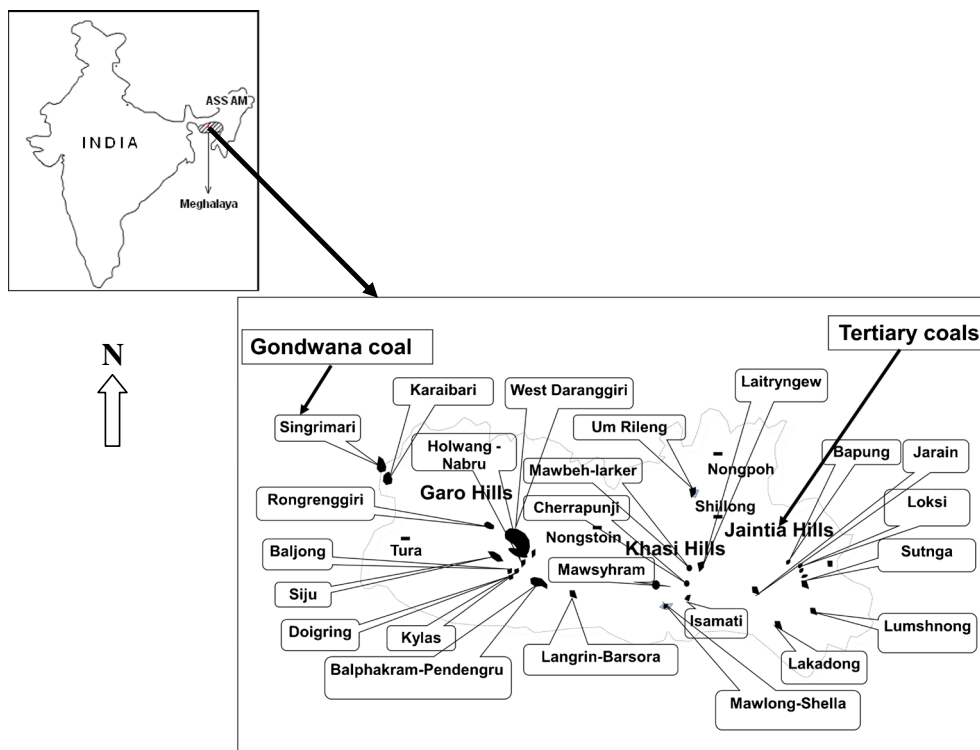 ASSAM
INDIA
Meghalaya
N
Gondwana coal
Tertiary coals
Karaibari
West Daranggiri
Laitryngew
Singrimari
Um Rileng
Holwang -
Nabru
Mawbeh-larker
Nongpoh
Bapung
Jarain
Rongrenggiri
Garo Hills
Cherrapunji
Shillong
Loksi
Nongstoin
Jaintia Hills
Baljong
Tura
Khasi Hills
Sutnga
Mawsyhram
Siju
Isamati
Doigring
Kylas
Lumshnong
Balphakram-Pendengru
Langrin-Barsora
Lakadong
Mawlong-Shella